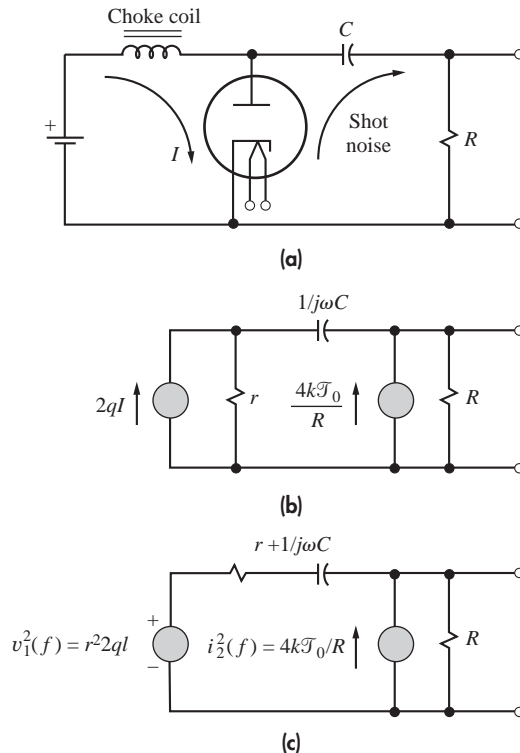 Choke coil
C
+
I
Shot
noise
R
(a)
1/jωC
2qI
r
4k𝒯₀
R
R
(b)
r + 1/jωC
+
v₁²(f) = r²2ql
−
i₂²(f) = 4k𝒯₀/R
R
(c)